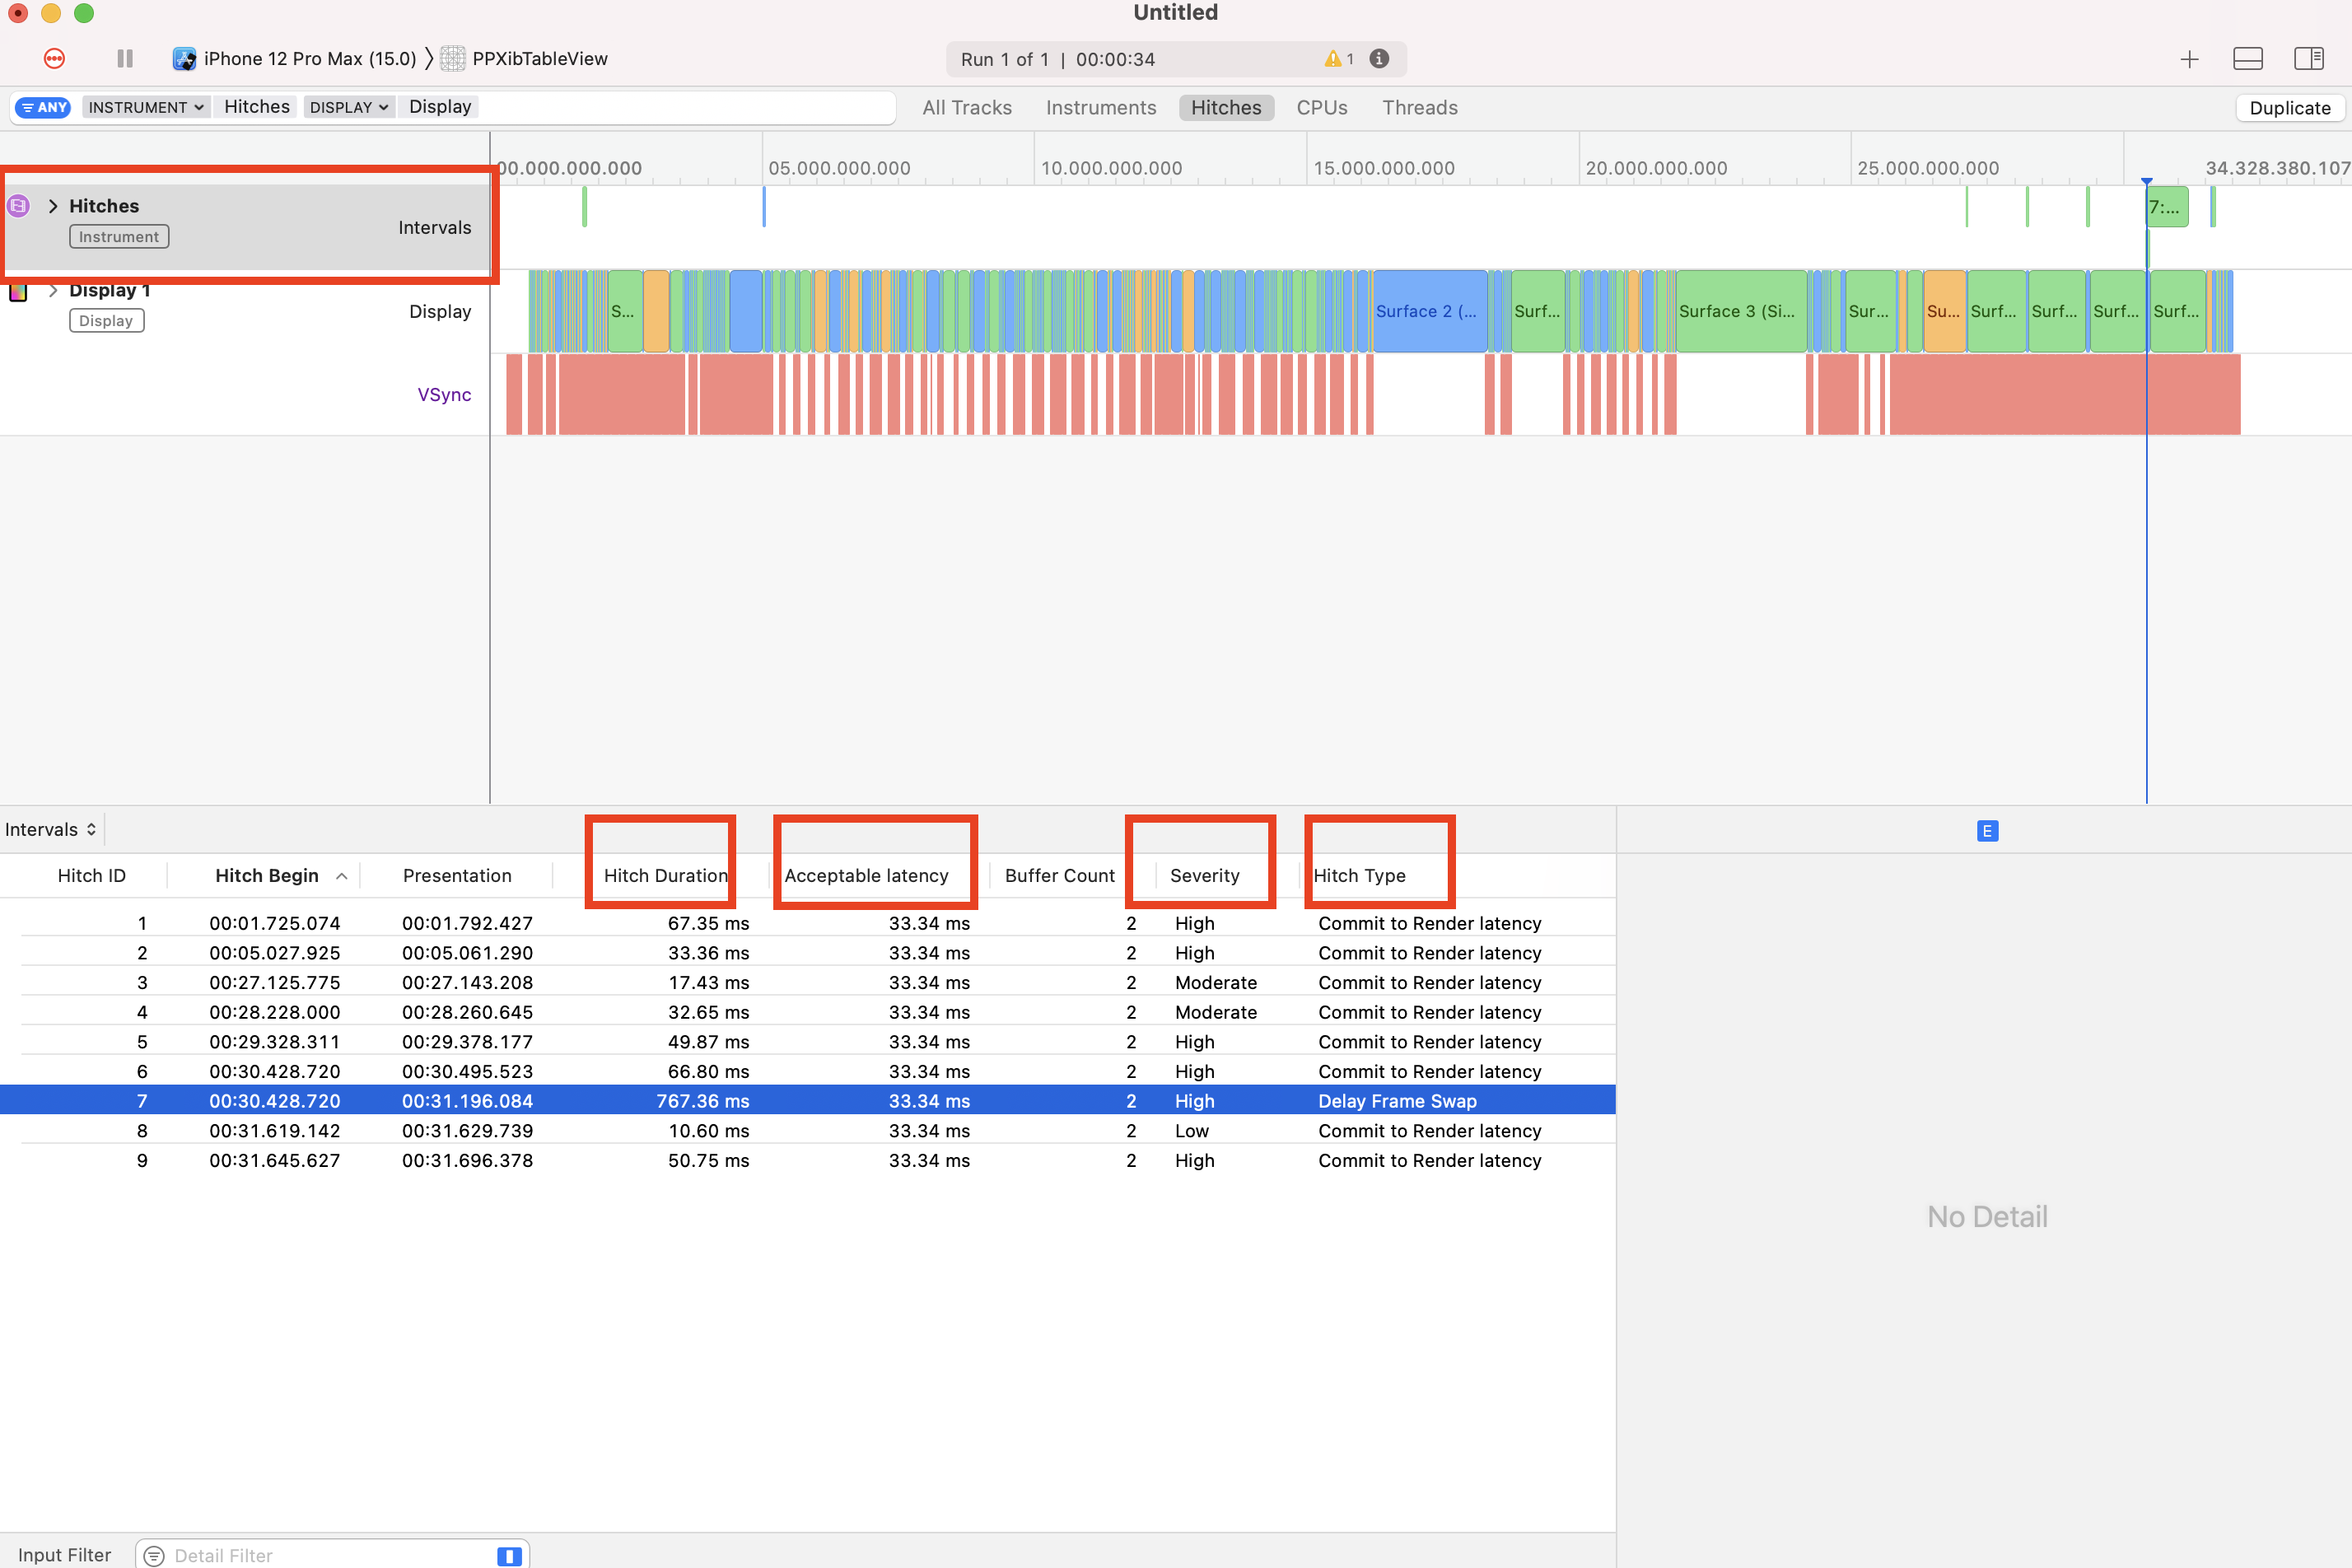 Untitled
iPhone 12 Pro Max (15.0) 〉 PPXibTableView
Run 1 of 1 | 00:00:34
1
ANY INSTRUMENT Hitches DISPLAY Display
All Tracks Instruments Hitches CPUs Threads
Duplicate
00.000.000.000 05.000.000.000 10.000.000.000 15.000.000.000 20.000.000.000 25.000.000.000 34.328.380.107
Hitches
Instrument
Intervals
7:...
Display 1
Display
Display
S... Surface 2 (... Surf... Surface 3 (Si... Sur... Su... Surf... Surf... Surf... Surf...
VSync
Intervals
E
Hitch ID Hitch Begin Presentation Hitch Duration Acceptable latency Buffer Count Severity Hitch Type
1 00:01.725.074 00:01.792.427 67.35 ms 33.34 ms 2 High Commit to Render latency
2 00:05.027.925 00:05.061.290 33.36 ms 33.34 ms 2 High Commit to Render latency
3 00:27.125.775 00:27.143.208 17.43 ms 33.34 ms 2 Moderate Commit to Render latency
4 00:28.228.000 00:28.260.645 32.65 ms 33.34 ms 2 Moderate Commit to Render latency
5 00:29.328.311 00:29.378.177 49.87 ms 33.34 ms 2 High Commit to Render latency
6 00:30.428.720 00:30.495.523 66.80 ms 33.34 ms 2 High Commit to Render latency
7 00:30.428.720 00:31.196.084 767.36 ms 33.34 ms 2 High Delay Frame Swap
8 00:31.619.142 00:31.629.739 10.60 ms 33.34 ms 2 Low Commit to Render latency
9 00:31.645.627 00:31.696.378 50.75 ms 33.34 ms 2 High Commit to Render latency
No Detail
Input Filter Detail Filter